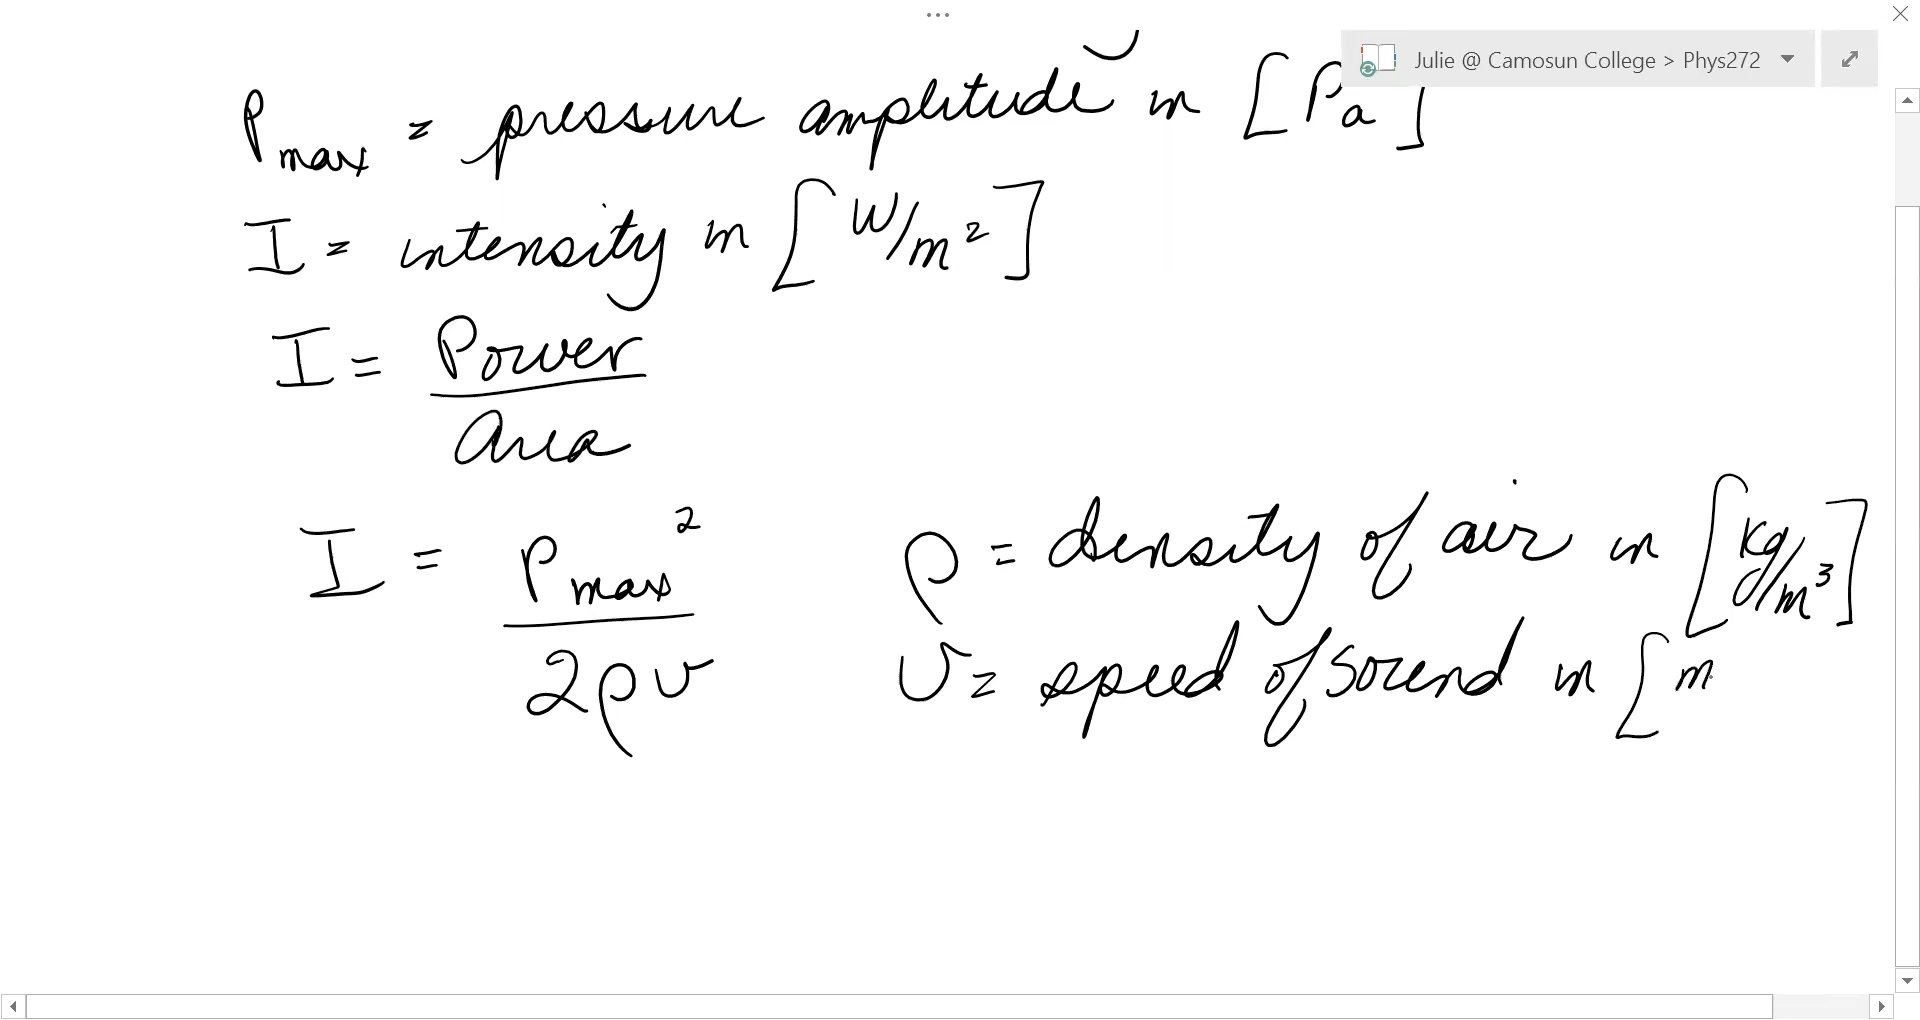 Julie @ Camosun College > Phys272
Pmax = pressure amplitude in [Pa]
I = intensity in [W/m²]
I = Power
Area
I = Pmax²
2ρv
ρ = density of air in [kg/m³]
v = speed of sound in [m